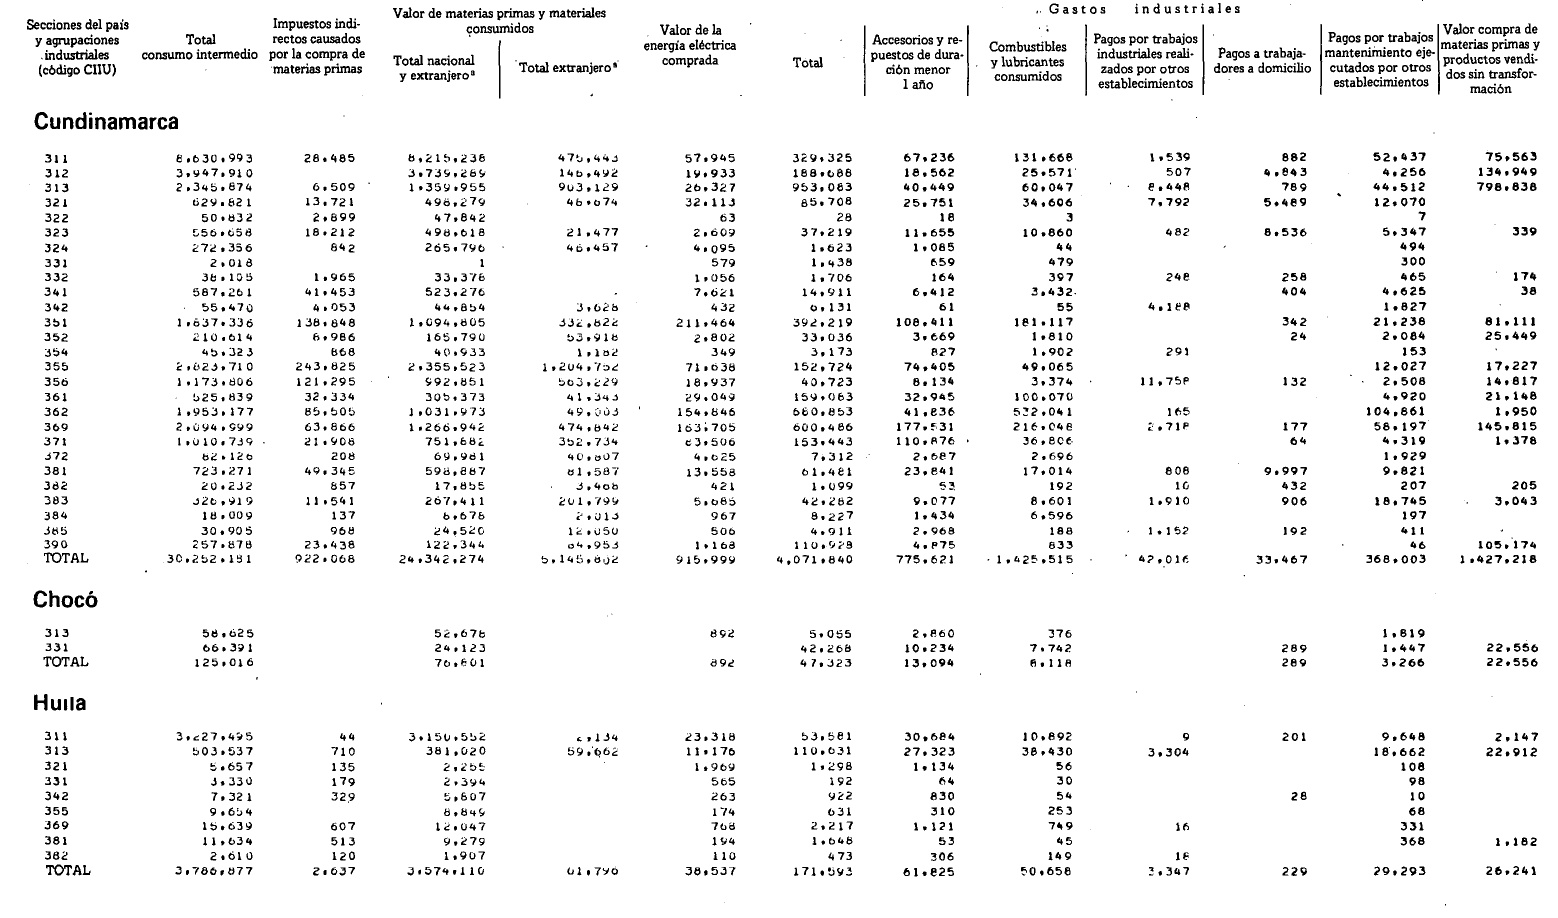 Gastos industriales
Secciones del país y agrupaciones industriales (código CIIU) Total consumo intermedio Impuestos indirectos causados por la compra de materias primas Valor de materias primas y materiales consumidos Total nacional y extranjeroª Total extranjeroª Valor de la energía eléctrica comprada Total Accesorios y repuestos de duración menor 1 año Combustibles y lubricantes consumidos Pagos por trabajos industriales realizados por otros establecimientos Pagos a trabajadores a domicilio Pagos por trabajos mantenimiento ejecutados por otros establecimientos Valor compra de materias primas y productos vendidos sin transformación
Cundinamarca
311 8.630.993 28.485 8.215.238 475.443 57.945 329.325 67.236 131.668 1.539 882 52.437 75.563
312 3.947.910 3.739.289 146.492 19.933 188.688 18.562 25.571 507 4.843 4.256 134.949
313 2.345.874 6.509 1.359.955 903.129 26.327 953.083 40.449 60.047 8.448 789 44.512 798.838
321 629.821 13.721 498.279 46.674 32.113 85.708 25.751 34.606 7.792 5.489 12.070
322 50.832 2.899 47.842 63 28 18 3 7
323 556.658 18.212 498.618 21.477 2.609 37.219 11.655 10.860 482 8.536 5.347 339
324 272.356 842 265.796 46.457 4.095 1.623 1.085 44 494
331 2.018 1 579 1.438 659 479 300
332 38.105 1.965 33.378 1.056 1.706 164 397 248 258 465 174
341 587.261 41.453 523.276 7.621 14.911 6.412 3.432 404 4.625 38
342 55.470 4.053 44.854 3.628 432 6.131 61 55 4.188 1.827
351 1.837.336 138.848 1.094.805 332.822 211.464 392.219 108.411 181.117 342 21.238 81.111
352 210.614 8.986 165.790 53.918 2.802 33.036 3.669 1.810 24 2.084 25.449
354 45.323 868 40.933 1.182 349 3.173 827 1.902 291 153
355 2.823.710 243.825 2.355.523 1.204.752 71.638 152.724 74.405 49.065 12.027 17.227
356 1.173.806 121.295 992.851 563.229 18.937 40.723 8.134 3.374 11.758 132 2.508 14.817
361 525.839 32.334 305.373 41.343 29.049 159.083 32.945 100.070 4.920 21.148
362 1.953.177 85.505 1.031.973 49.003 154.846 680.853 41.836 532.041 165 104.861 1.950
369 2.094.999 63.866 1.266.942 474.842 163.705 600.486 177.531 216.048 2.718 177 58.197 145.815
371 1.010.739 21.908 751.882 352.734 83.506 153.443 110.876 36.806 64 4.319 1.378
372 82.126 208 69.981 40.807 4.625 7.312 2.687 2.696 1.929
381 723.271 49.345 598.887 81.587 13.558 61.481 23.841 17.014 808 9.997 9.821
382 20.232 857 17.855 3.468 421 1.099 53 192 10 432 207 205
383 326.919 11.541 267.411 201.799 5.685 42.282 9.077 8.601 1.910 906 18.745 3.043
384 18.009 137 8.678 2.013 967 8.227 1.434 6.596 197
385 30.905 968 24.520 12.050 506 4.911 2.968 188 1.152 192 411
390 257.878 23.438 122.344 64.953 1.168 110.928 4.875 833 46 105.174
TOTAL 30.252.181 922.068 24.342.274 5.145.802 915.999 4.071.840 775.621 1.425.515 42.016 33.467 368.003 1.427.218
Chocó
313 58.625 52.678 892 5.055 2.860 376 1.819
331 66.391 24.123 42.268 10.234 7.742 289 1.447 22.556
TOTAL 125.016 76.801 892 47.323 13.094 8.118 289 3.266 22.556
Huila
311 3.227.495 44 3.150.552 2.134 23.318 53.581 30.684 10.892 9 201 9.648 2.147
313 503.537 710 381.020 59.662 11.176 110.631 27.323 38.430 3.304 18.662 22.912
321 5.657 135 2.255 1.969 1.298 1.134 56 108
331 3.330 179 2.394 565 192 64 30 98
342 7.321 329 5.807 263 922 830 54 28 10
355 9.654 8.849 174 631 310 253 68
369 15.639 607 12.047 768 2.217 1.121 749 16 331
381 11.634 513 9.279 194 1.648 53 45 368 1.182
382 2.610 120 1.907 110 473 306 149 18
TOTAL 3.786.877 2.637 3.574.110 61.796 38.537 171.593 61.825 50.658 3.347 229 29.293 26.241